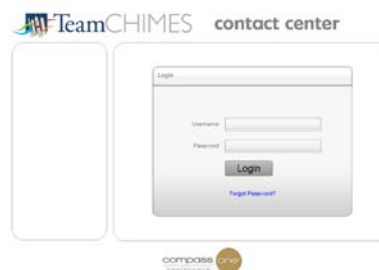 TeamCHIMES contact center
Login
Username
Password
Login
Forgot Password?
compass one